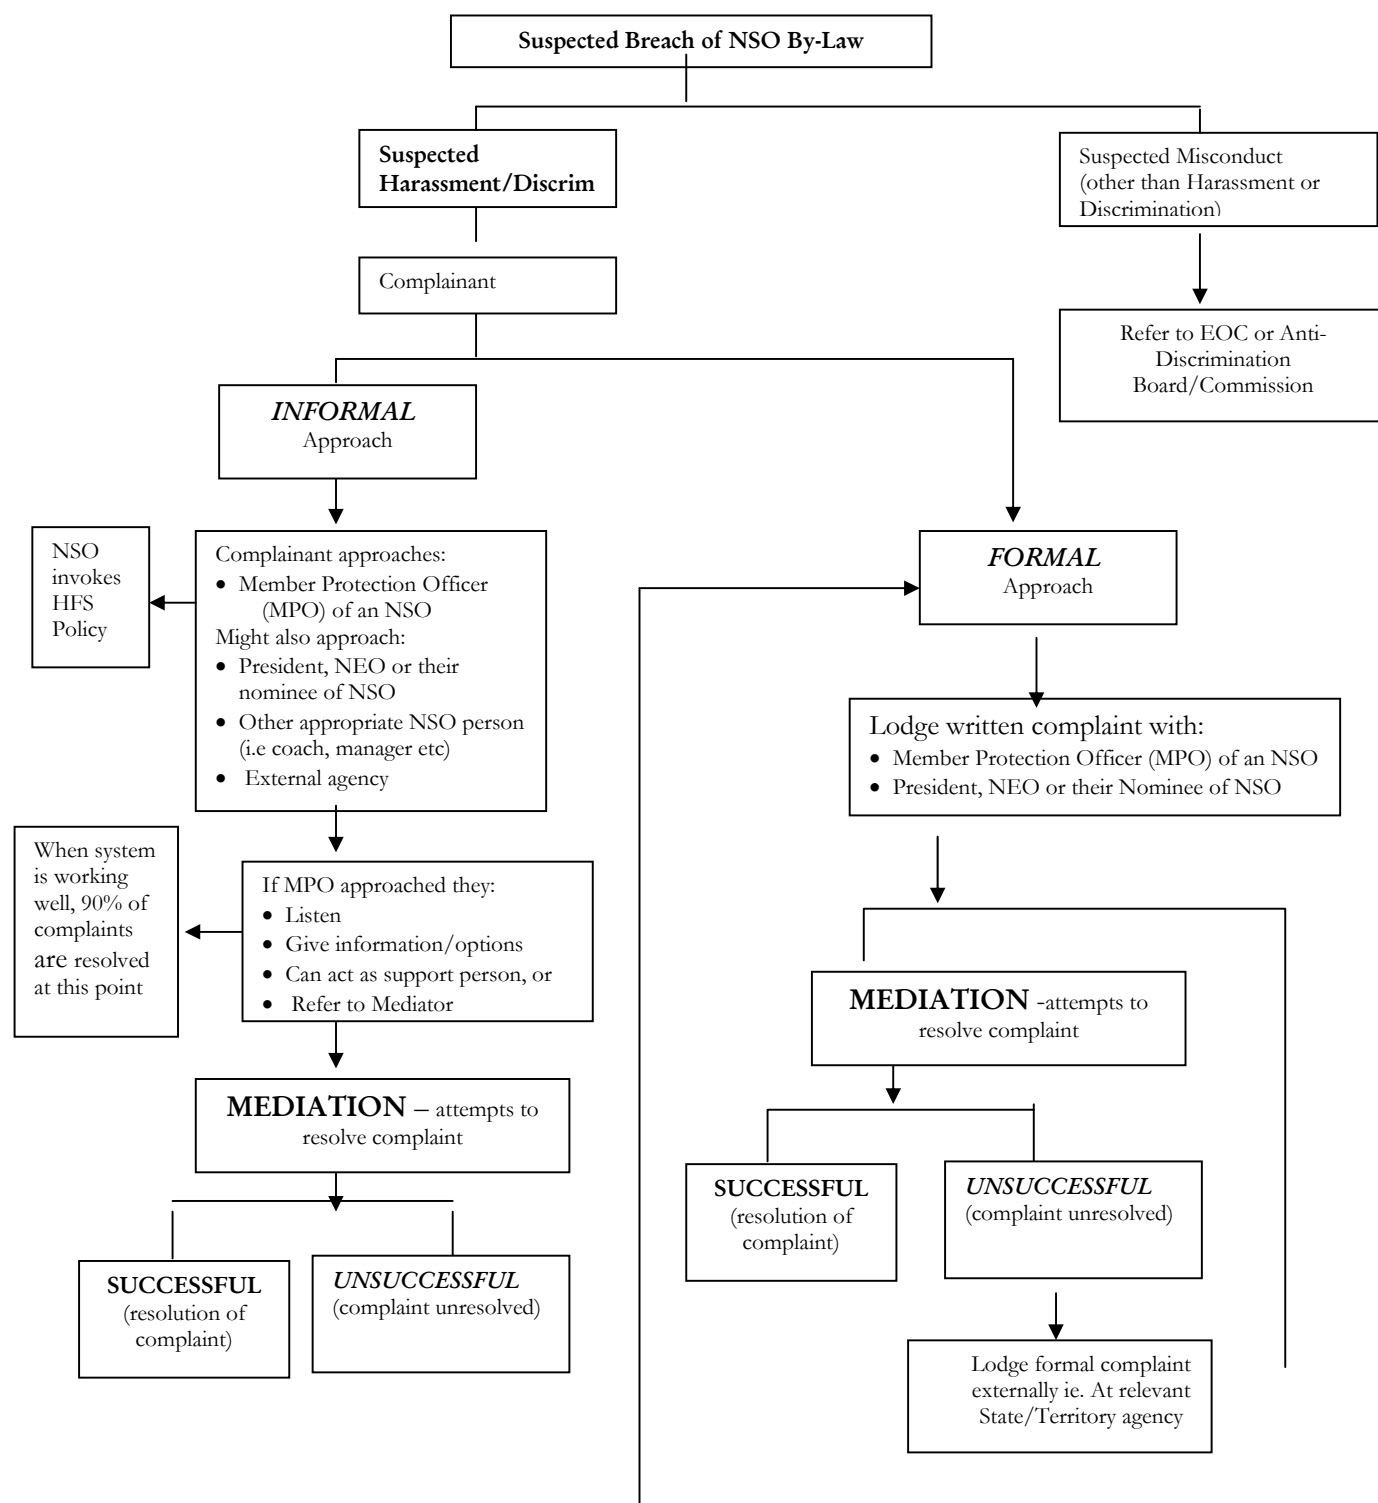 Suspected Breach of NSO By-Law
Suspected
Harassment/Discrim
Suspected Misconduct
(other than Harassment or
Discrimination)
Complainant
Refer to EOC or Anti-
Discrimination
Board/Commission
INFORMAL
Approach
NSO
invokes
HFS
Policy
Complainant approaches:
• Member Protection Officer
(MPO) of an NSO
Might also approach:
• President, NEO or their
nominee of NSO
• Other appropriate NSO person
(i.e coach, manager etc)
• External agency
FORMAL
Approach
Lodge written complaint with:
• Member Protection Officer (MPO) of an NSO
• President, NEO or their Nominee of NSO
When system
is working
well, 90% of
complaints
are resolved
at this point
If MPO approached they:
• Listen
• Give information/options
• Can act as support person, or
• Refer to Mediator
MEDIATION -attempts to
resolve complaint
MEDIATION – attempts to
resolve complaint
SUCCESSFUL
(resolution of
complaint)
UNSUCCESSFUL
(complaint unresolved)
SUCCESSFUL
(resolution of
complaint)
UNSUCCESSFUL
(complaint unresolved)
Lodge formal complaint
externally ie. At relevant
State/Territory agency